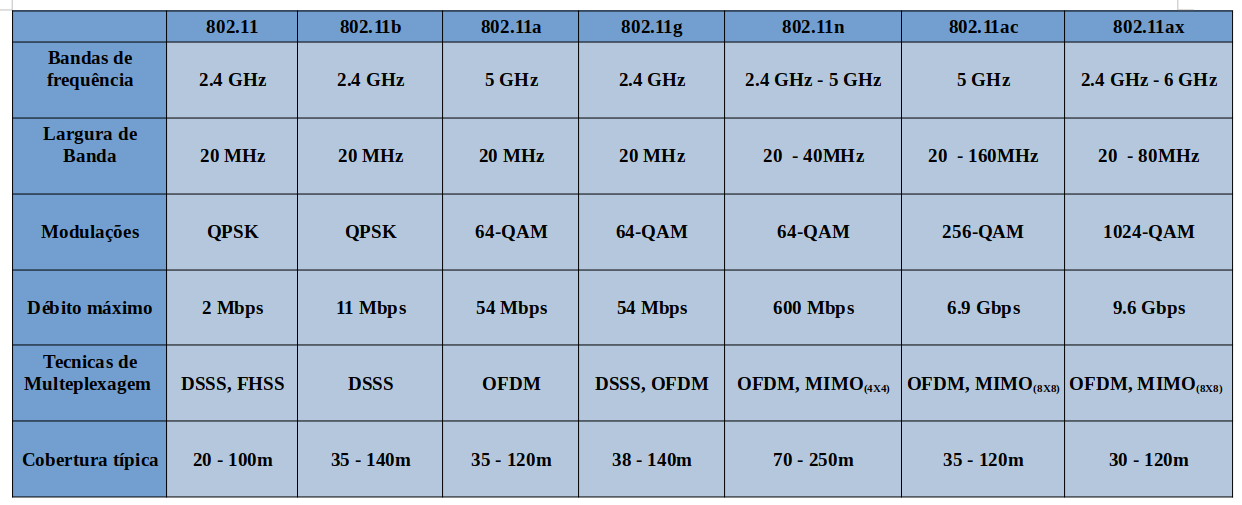 802.11 802.11b 802.11a 802.11g 802.11n 802.11ac 802.11ax
Bandas de
frequência 2.4 GHz 2.4 GHz 5 GHz 2.4 GHz 2.4 GHz - 5 GHz 5 GHz 2.4 GHz - 6 GHz
Largura de
Banda 20 MHz 20 MHz 20 MHz 20 MHz 20 - 40MHz 20 - 160MHz 20 - 80MHz
Modulações QPSK QPSK 64-QAM 64-QAM 64-QAM 256-QAM 1024-QAM
Débito máximo 2 Mbps 11 Mbps 54 Mbps 54 Mbps 600 Mbps 6.9 Gbps 9.6 Gbps
Tecnicas de
Multeplexagem DSSS, FHSS DSSS OFDM DSSS, OFDM OFDM, MIMO(4X4) OFDM, MIMO(8X8) OFDM, MIMO(8X8)
Cobertura típica 20 - 100m 35 - 140m 35 - 120m 38 - 140m 70 - 250m 35 - 120m 30 - 120m